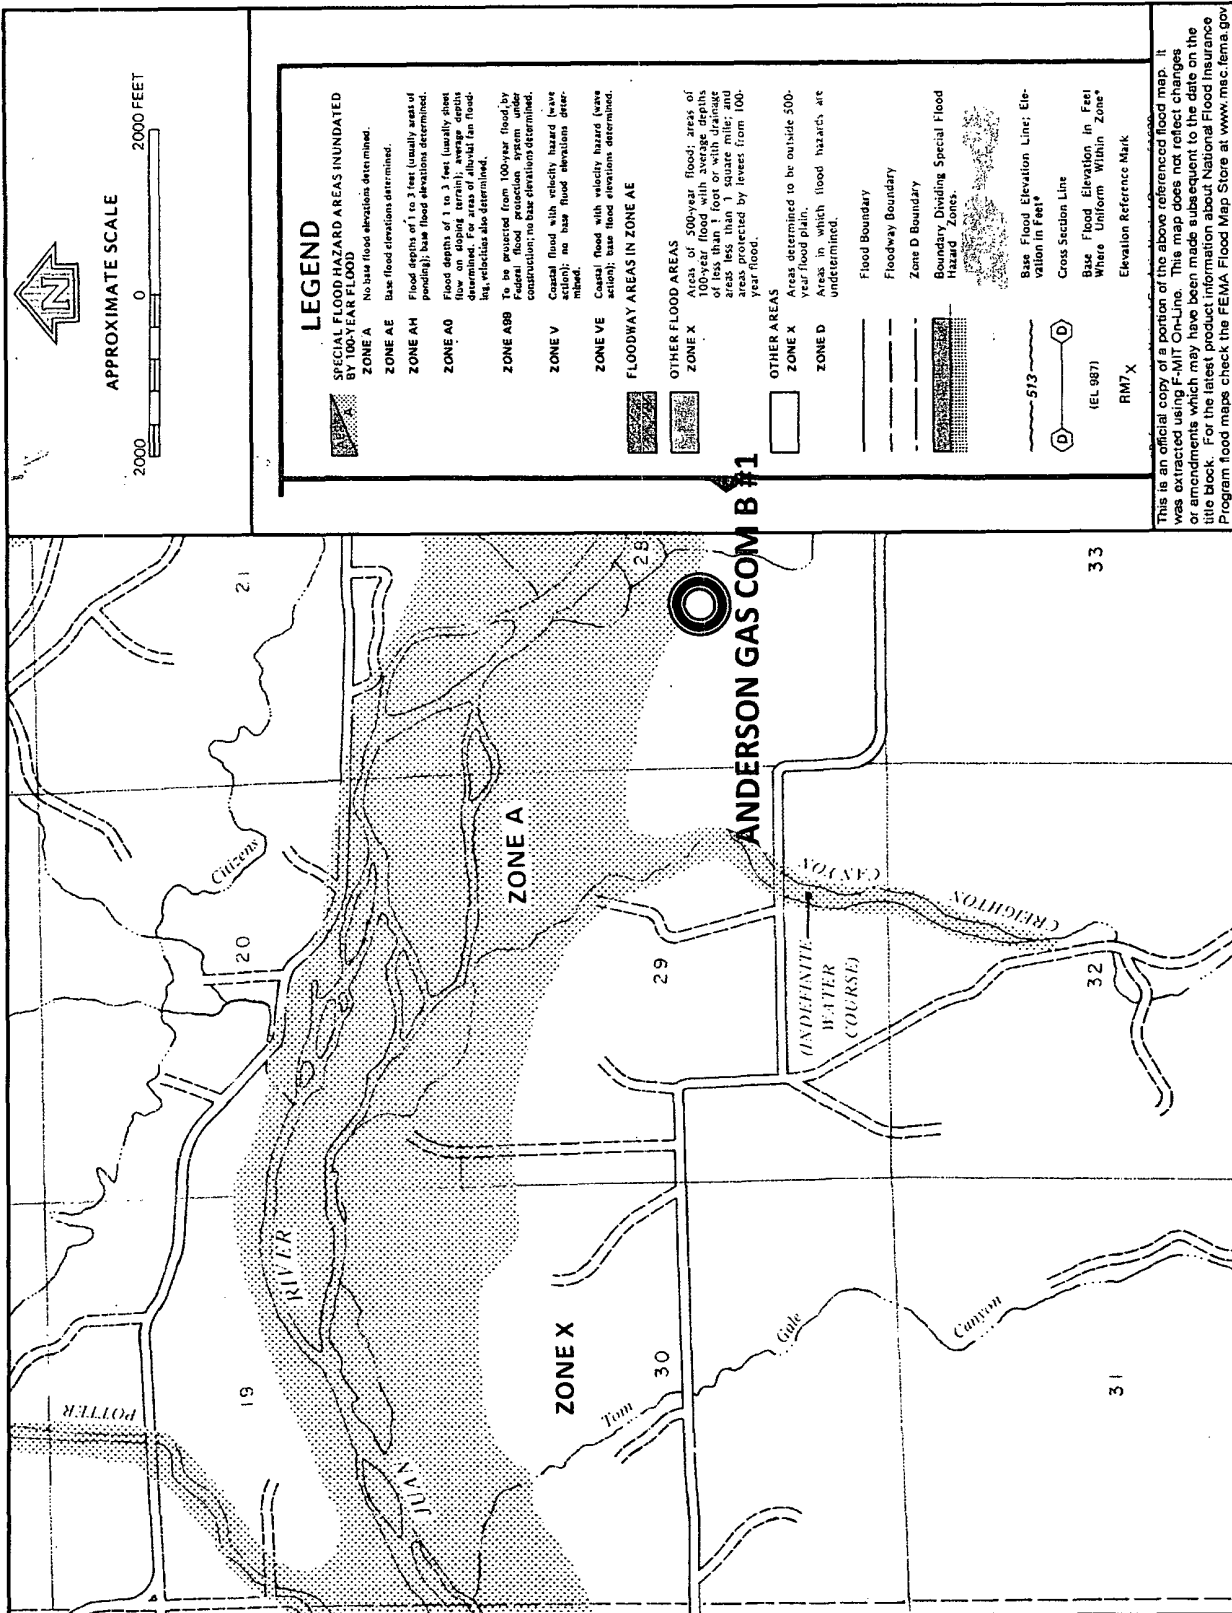 APPROXIMATE SCALE
2000
0
2000 FEET
N
LEGEND
SPECIAL FLOOD HAZARD AREAS INUNDATED
BY 100-YEAR FLOOD
ZONE A No base flood elevations determined.
ZONE AE Base flood elevations determined.
ZONE AH Flood depths of 1 to 3 feet (usually areas of
ponding); base flood elevations determined.
ZONE AO Flood depths of 1 to 3 feet (usually sheet
flow on sloping terrain); average depths
determined. For areas of alluvial fan flood-
ing, velocities also determined.
ZONE A99 To be protected from 100-year flood, by
Federal flood protection system under
construction; no base elevations determined.
ZONE V Coastal flood with velocity hazard (wave
action); no base flood elevations deter-
mined.
ZONE VE Coastal flood with velocity hazard (wave
action); base flood elevations determined.
FLOODWAY AREAS IN ZONE AE
OTHER FLOOD AREAS
ZONE X Areas of 500-year flood; areas of
100-year flood with average depths
of less than 1 foot or with drainage
areas less than 1 square mile; and
areas protected by levees from 100-
year flood.
OTHER AREAS
ZONE X Areas determined to be outside 500-
year flood plain.
ZONE D Areas in which flood hazards are
undetermined.
Flood Boundary
Floodway Boundary
Zone D Boundary
Boundary Dividing Special Flood
Hazard Zones.
513 Base Flood Elevation Line; Ele-
vation in Feet*
D D Cross Section Line
(EL 987) Base Flood Elevation in Feet
Where Uniform Within Zone*
RM7X Elevation Reference Mark
This is an official copy of a portion of the above referenced flood map. It
was extracted using F-MIT On-Line. This map does not reflect changes
or amendments which may have been made subsequent to the date on the
title block. For the latest product information about National Flood Insurance
Program flood maps check the FEMA Flood Map Store at www.msc.fema.gov
POTTER
19
20
21
Citizens
JUAN
RIVER
ZONE A
ZONE X
28
29
30
ANDERSON GAS COM B #1
Tom
Gale
Canyon
(INDEFINITE
WATER
COURSE)
CREIGHTON
CANYON
31
32
33